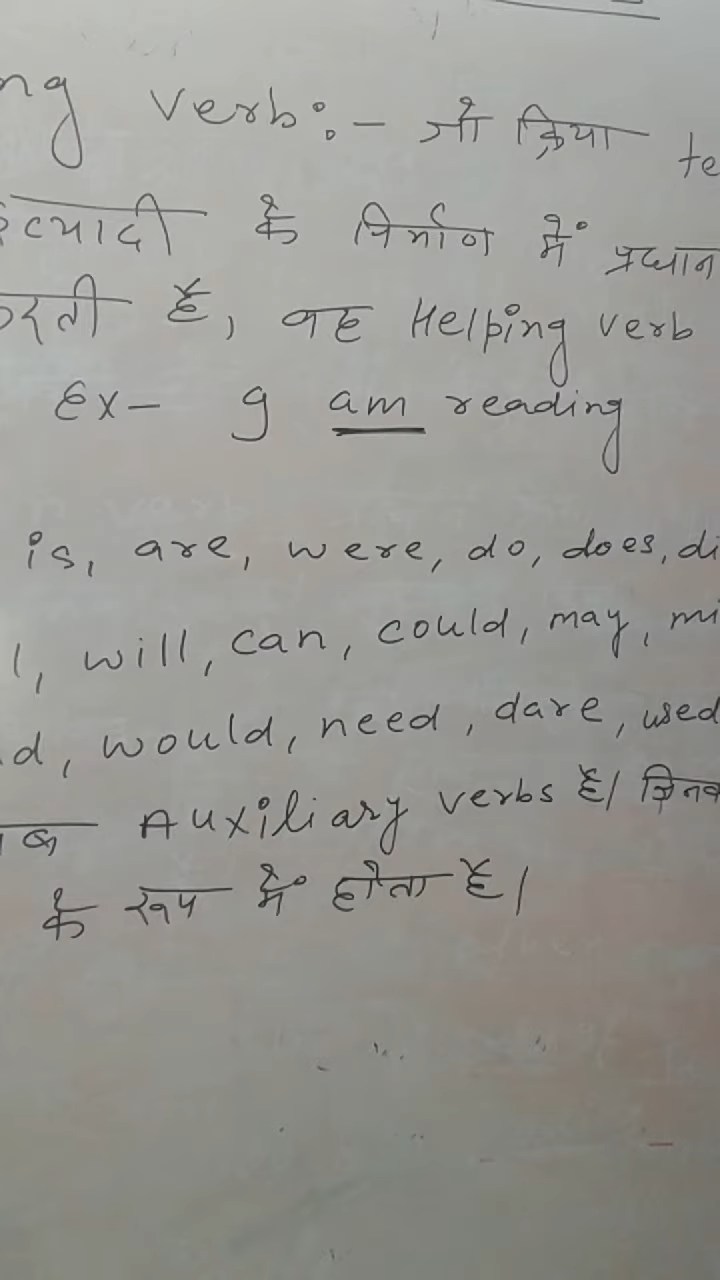 ng verb:- जो क्रिया te
इत्यादी के निर्माण में प्रधान
करती है, वह Helping verb
Ex- I am reading
is, are, were, do, does, di
l, will, can, could, may, mi
d, would, need, dare, used
Auxiliary verbs है। जिनक
के रूप में होता है।